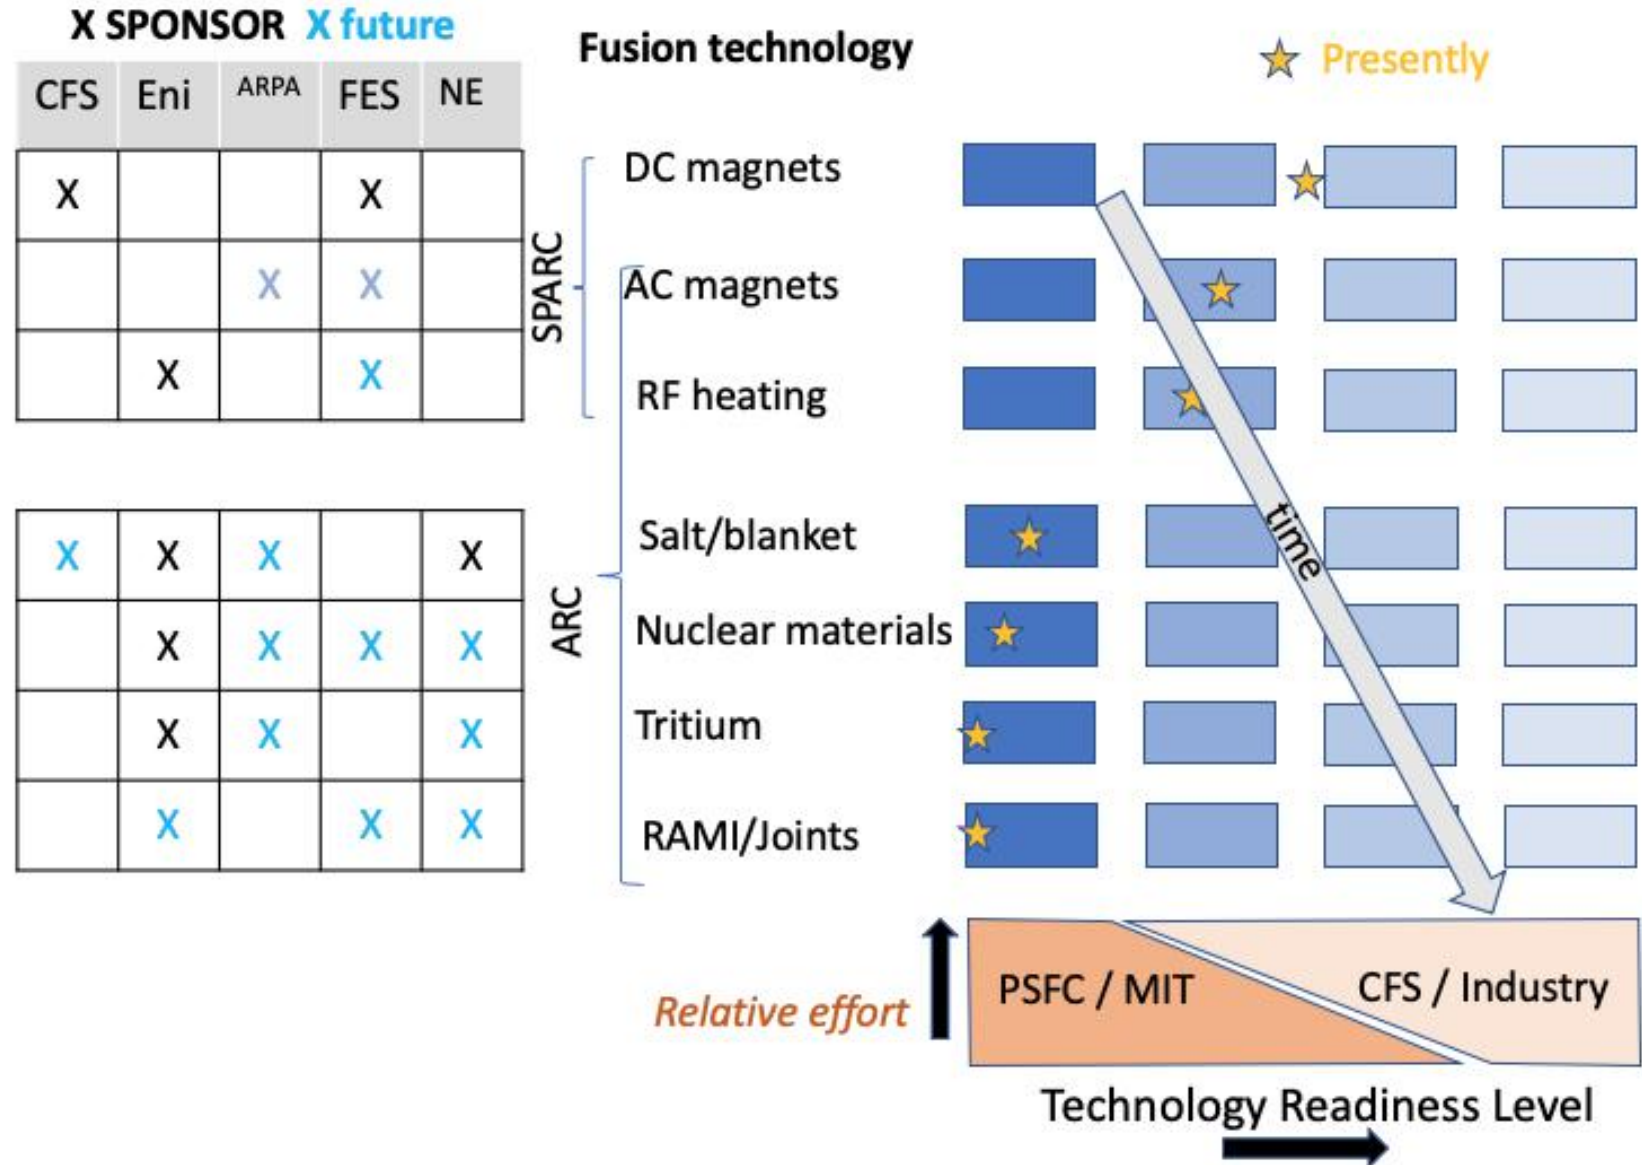 X SPONSOR X future
Fusion technology
Presently
CFS Eni ARPA FES NE
X X
X X
X X
SPARC
DC magnets
AC magnets
RF heating
X X X X
X X X X
X X X
X X X
ARC
Salt/blanket
Nuclear materials
Tritium
RAMI/Joints
time
Relative effort
PSFC / MIT
CFS / Industry
Technology Readiness Level